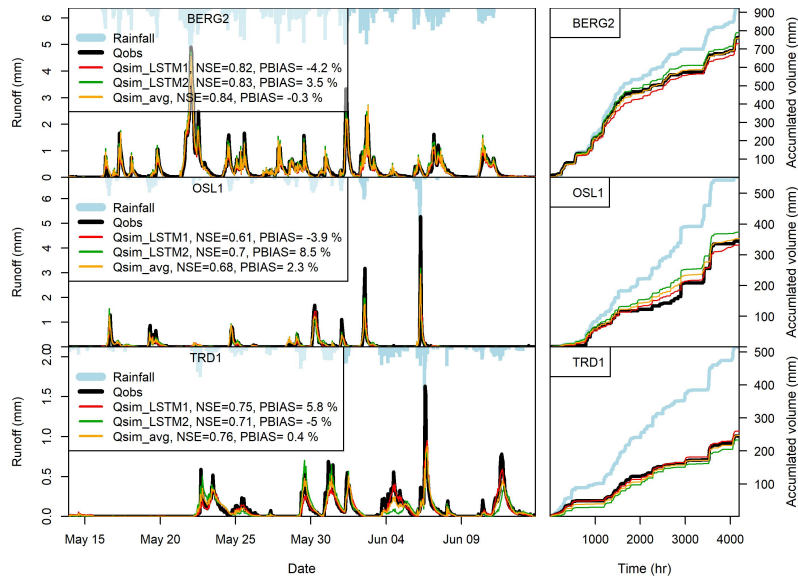 BERG2
Rainfall
Qobs
Qsim_LSTM1, NSE=0.82, PBIAS= -4.2 %
Qsim_LSTM2, NSE=0.83, PBIAS= 3.5 %
Qsim_avg, NSE=0.84, PBIAS= -0.3 %
Runoff (mm)
6
5
4
3
2
1
0
BERG2
900
800
700
600
500
400
300
200
100
Accumlated volume (mm)
OSL1
Rainfall
Qobs
Qsim_LSTM1, NSE=0.61, PBIAS= -3.9 %
Qsim_LSTM2, NSE=0.7, PBIAS= 8.5 %
Qsim_avg, NSE=0.68, PBIAS= 2.3 %
Runoff (mm)
6
5
4
3
2
1
0
OSL1
500
400
300
200
100
Accumlated volume (mm)
TRD1
Rainfall
Qobs
Qsim_LSTM1, NSE=0.75, PBIAS= 5.8 %
Qsim_LSTM2, NSE=0.71, PBIAS= -5 %
Qsim_avg, NSE=0.76, PBIAS= 0.4 %
Runoff (mm)
2.0
1.5
1.0
0.5
0.0
TRD1
500
400
300
200
100
0
Accumlated volume (mm)
May 15 May 20 May 25 May 30 Jun 04 Jun 09
Date
1000 2000 3000 4000
Time (hr)